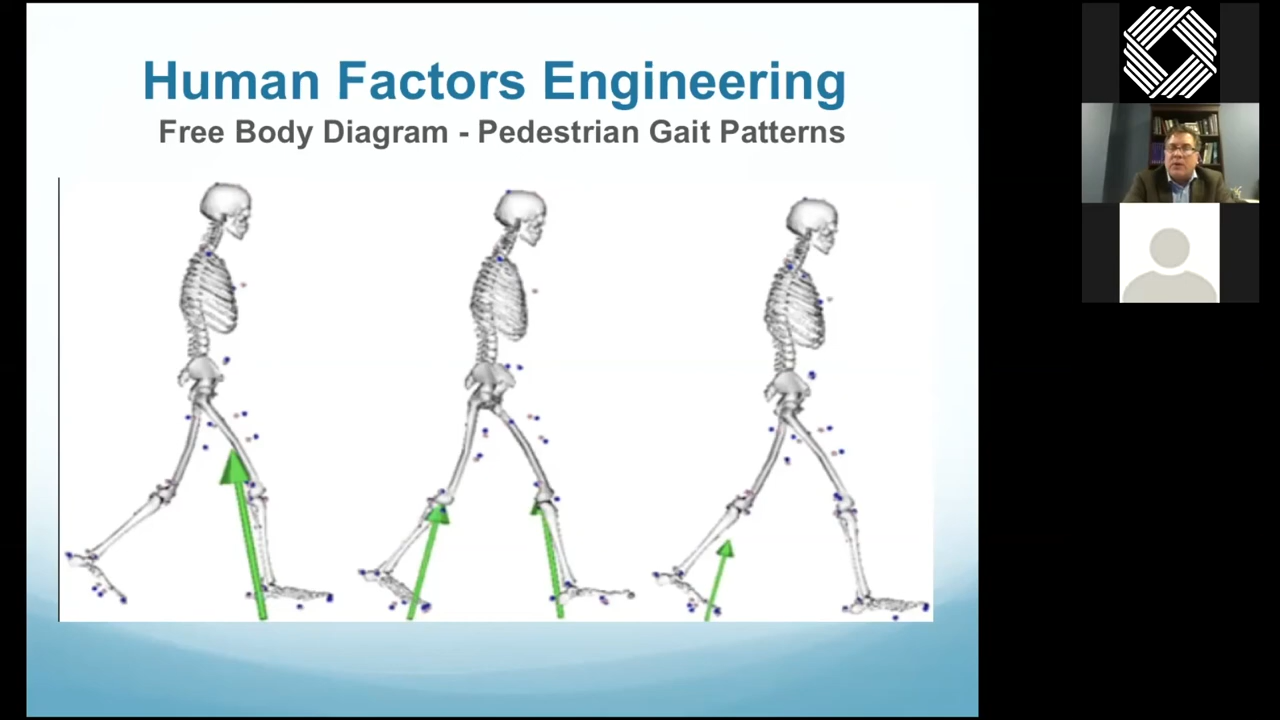 Human Factors Engineering
Free Body Diagram - Pedestrian Gait Patterns